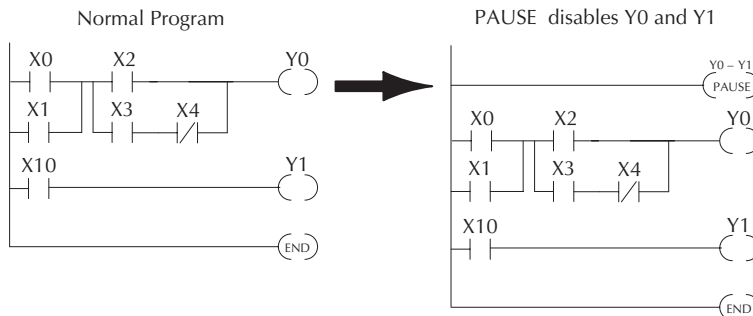 Normal Program
X0 X2 Y0
X1 X3 X4
X10 Y1
END
PAUSE disables Y0 and Y1
Y0 – Y1
PAUSE
X0 X2 Y0
X1 X3 X4
X10 Y1
END